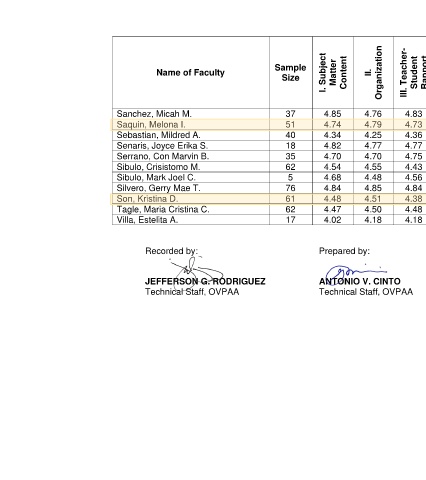 Name of Faculty Sample Size I. Subject Matter Content II. Organization III. Teacher-Student Rapport
Sanchez, Micah M. 37 4.85 4.76 4.83
Saquin, Melona I. 51 4.74 4.79 4.73
Sebastian, Mildred A. 40 4.34 4.25 4.36
Senaris, Joyce Erika S. 18 4.82 4.77 4.77
Serrano, Con Marvin B. 35 4.70 4.70 4.75
Sibulo, Crisistomo M. 62 4.54 4.55 4.43
Sibulo, Mark Joel C. 5 4.68 4.48 4.56
Silvero, Gerry Mae T. 76 4.84 4.85 4.84
Son, Kristina D. 61 4.48 4.51 4.38
Tagle, Maria Cristina C. 62 4.47 4.50 4.48
Villa, Estelita A. 17 4.02 4.18 4.18
Recorded by: Prepared by:
JEFFERSON G. RODRIGUEZ ANTONIO V. CINTO
Technical Staff, OVPAA Technical Staff, OVPAA